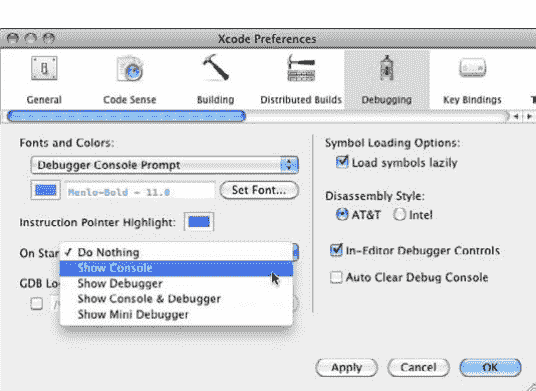 Xcode Preferences
General Code Sense Building Distributed Builds Debugging Key Bindings
Fonts and Colors:
Debugger Console Prompt
Menlo-Bold - 11.0
Set Font...
Instruction Pointer Highlight:
On Star
✓ Do Nothing
Show Console
Show Debugger
Show Console & Debugger
Show Mini Debugger
GDB Lo
Symbol Loading Options:
Load symbols lazily
Disassembly Style:
AT&T Intel
In-Editor Debugger Controls
Auto Clear Debug Console
Apply Cancel OK